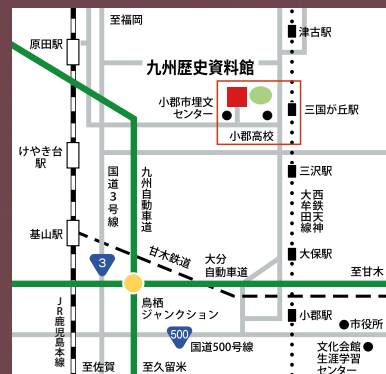 至福岡
津古駅
原田駅
九州歴史資料館
小郡市埋文
センター
三国が丘駅
小郡高校
けやき台
駅
国道3号線
九州自動車道
三沢駅
西鉄天神
大牟田線
基山駅
甘木鉄道
大分
自動車道
大保駅
3
至甘木
鳥栖
ジャンクション
JR鹿児島本線
小郡駅
市役所
500
国道500号線
文化会館
生涯学習
センター
至佐賀
至久留米